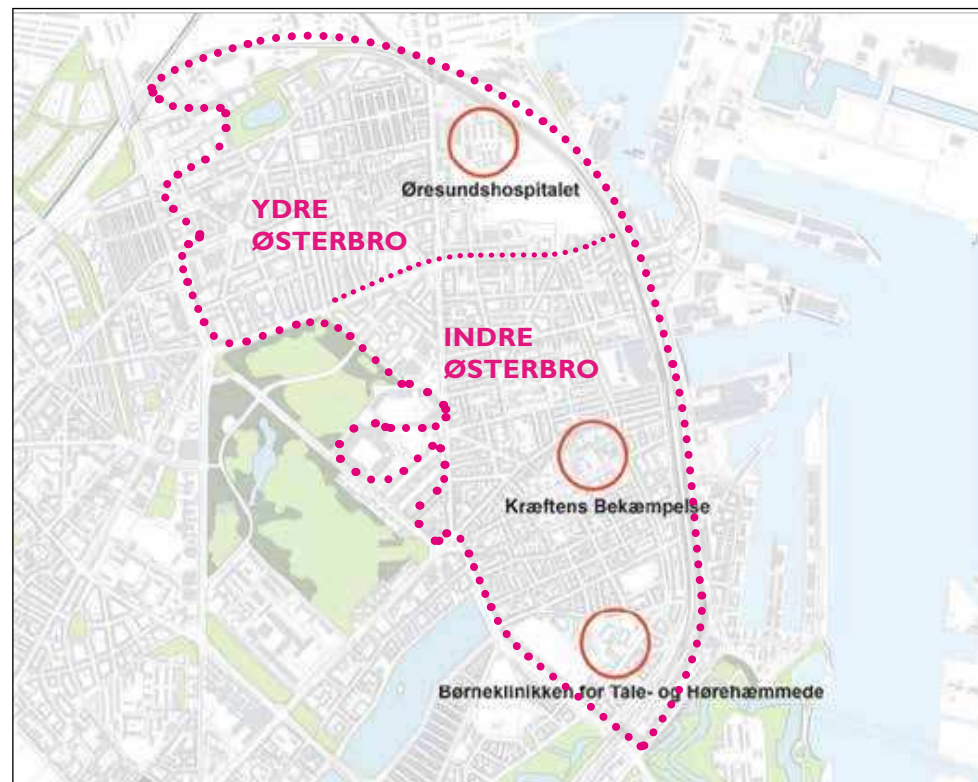 Øresundshospitalet
YDRE
ØSTERBRO
INDRE
ØSTERBRO
Kræftens Bekæmpelse
Børneklinikken for Tale- og Hørehæmmede